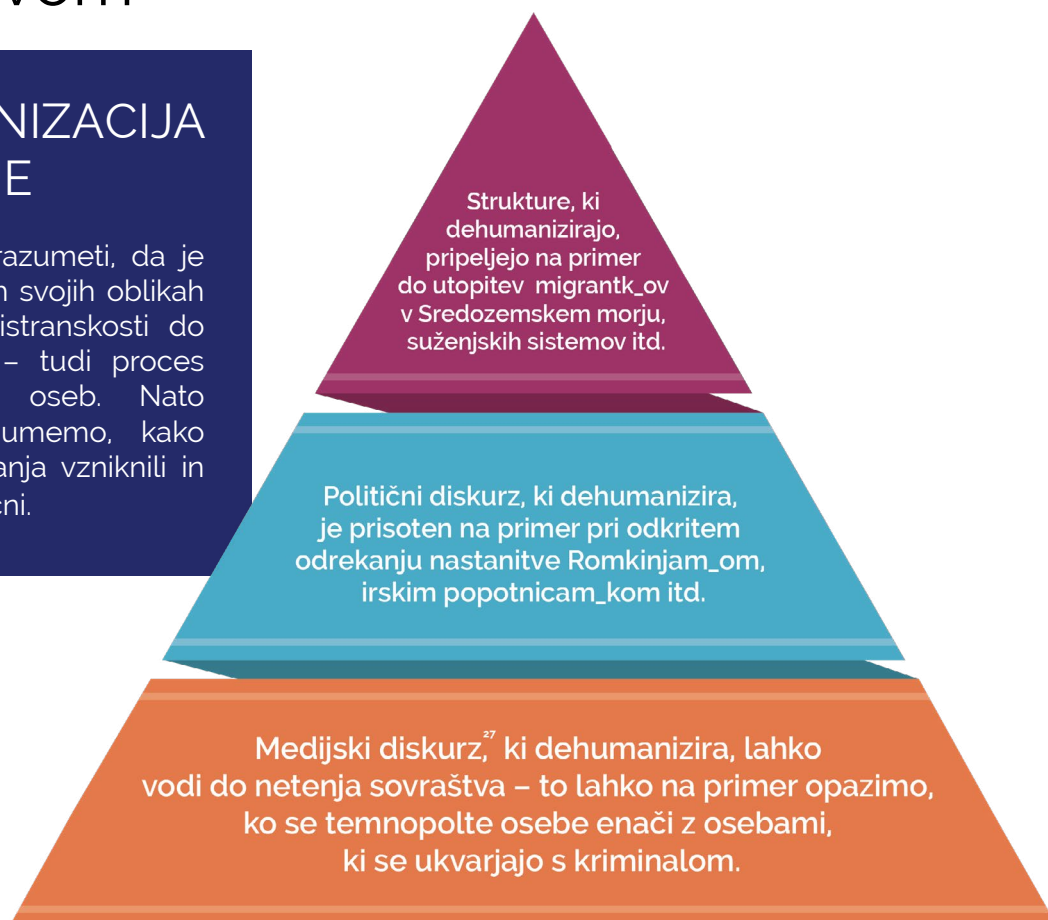 NIZACIJA
E
razumeti, da je
svojih oblikah
istranskosti do
– tudi proces
oseb. Nato
umemo, kako
anja vzniknili in
Strukture, ki
dehumanizirajo,
pripeljejo na primer
do utopitev migrantk_ov
v Sredozemskem morju,
suženjskih sistemov itd.
Politični diskurz, ki dehumanizira,
je prisoten na primer pri odkritem
odrekanju nastanitve Romkinjam_om,
irskim popotnicam_kom itd.
Medijski diskurz,²⁷ ki dehumanizira, lahko
vodi do netenja sovraštva – to lahko na primer opazimo,
ko se temnopolte osebe enači z osebami,
ki se ukvarjajo s kriminalom.